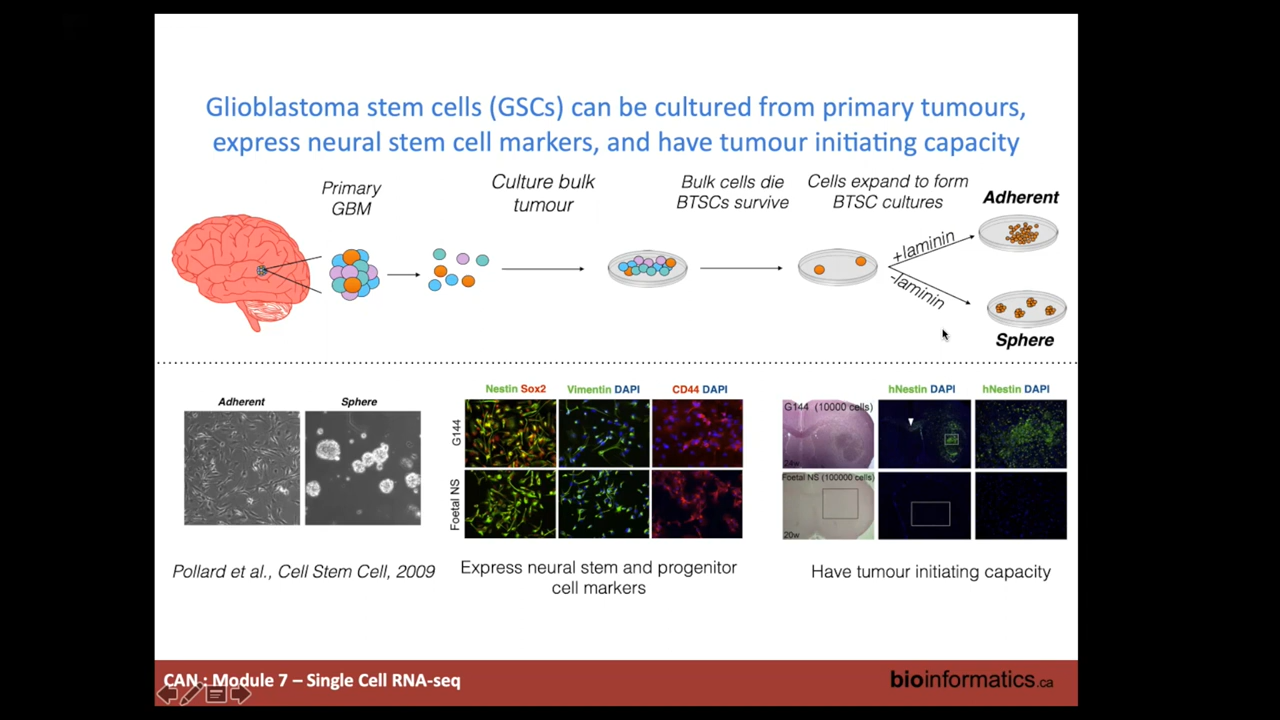 Glioblastoma stem cells (GSCs) can be cultured from primary tumours,
express neural stem cell markers, and have tumour initiating capacity
Primary
GBM
Culture bulk
tumour
Bulk cells die
BTSCs survive
Cells expand to form
BTSC cultures
Adherent
+laminin
-laminin
Sphere
Adherent
Sphere
Pollard et al., Cell Stem Cell, 2009
Nestin Sox2
Vimentin DAPI
CD44 DAPI
G144
Foetal NS
Express neural stem and progenitor
cell markers
hNestin DAPI
hNestin DAPI
G144 (10000 cells)
24w
Foetal NS (100000 cells)
20w
Have tumour initiating capacity
CAN : Module 7 – Single Cell RNA-seq
bioinformatics.ca